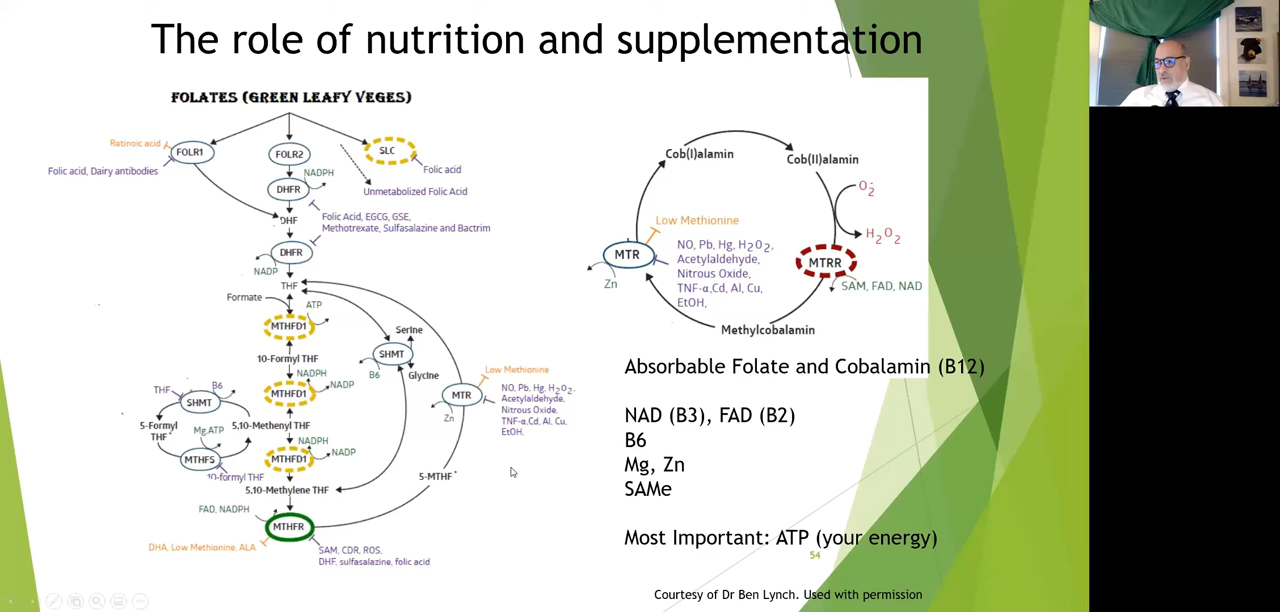 The role of nutrition and supplementation
FOLATES (GREEN LEAFY VEGES)
Retinoic acid
FOLR1
FOLR2
SLC
Folic acid, Dairy antibodies
Folic acid
NADPH
DHFR
Unmetabolized Folic Acid
DHF
Folic Acid, EGCG, GSE,
Methotrexate, Sulfasalazine and Bactrim
DHFR
NADP
THF
Formate
ATP
MTHFD1
Serine
10-Formyl THF
SHMT
B6
Glycine
NADPH
NADP
MTHFD1
THF
B6
SHMT
5-Formyl
THF
Mg,ATP
5,10-Methenyl THF
MTHFS
10-formyl THF
NADPH
NADP
MTHFD1
5,10-Methylene THF
Low Methionine
MTR
Zn
NO, Pb, Hg, H2O2,
Acetylaldehyde,
Nitrous Oxide,
TNF-α,Cd, Al, Cu,
EtOH,
5-MTHF*
FAD, NADPH
MTHFR
DHA, Low Methionine, ALA
SAM, CDR, ROS,
DHF, sulfasalazine, folic acid
Cob(I)alamin
Cob(II)alamin
O2-
H2O2
Low Methionine
MTR
Zn
NO, Pb, Hg, H2O2,
Acetylaldehyde,
Nitrous Oxide,
TNF-α,Cd, Al, Cu,
EtOH,
MTRR
SAM, FAD, NAD
Methylcobalamin
Absorbable Folate and Cobalamin (B12)
NAD (B3), FAD (B2)
B6
Mg, Zn
SAMe
Most Important: ATP (your energy)
54
Courtesy of Dr Ben Lynch. Used with permission